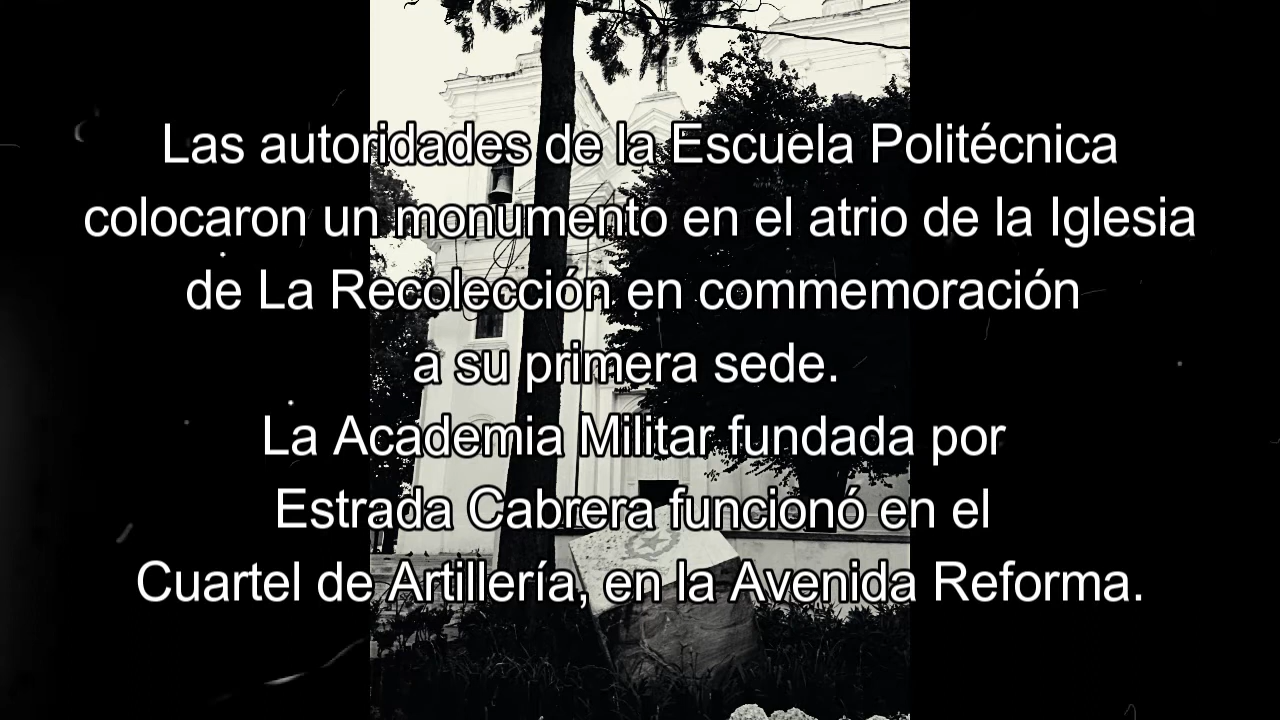 Las autoridades de la Escuela Politécnica
colocaron un monumento en el atrio de la Iglesia
de La Recolección en commemoración
a su primera sede.
La Academia Militar fundada por
Estrada Cabrera funcionó en el
Cuartel de Artillería, en la Avenida Reforma.